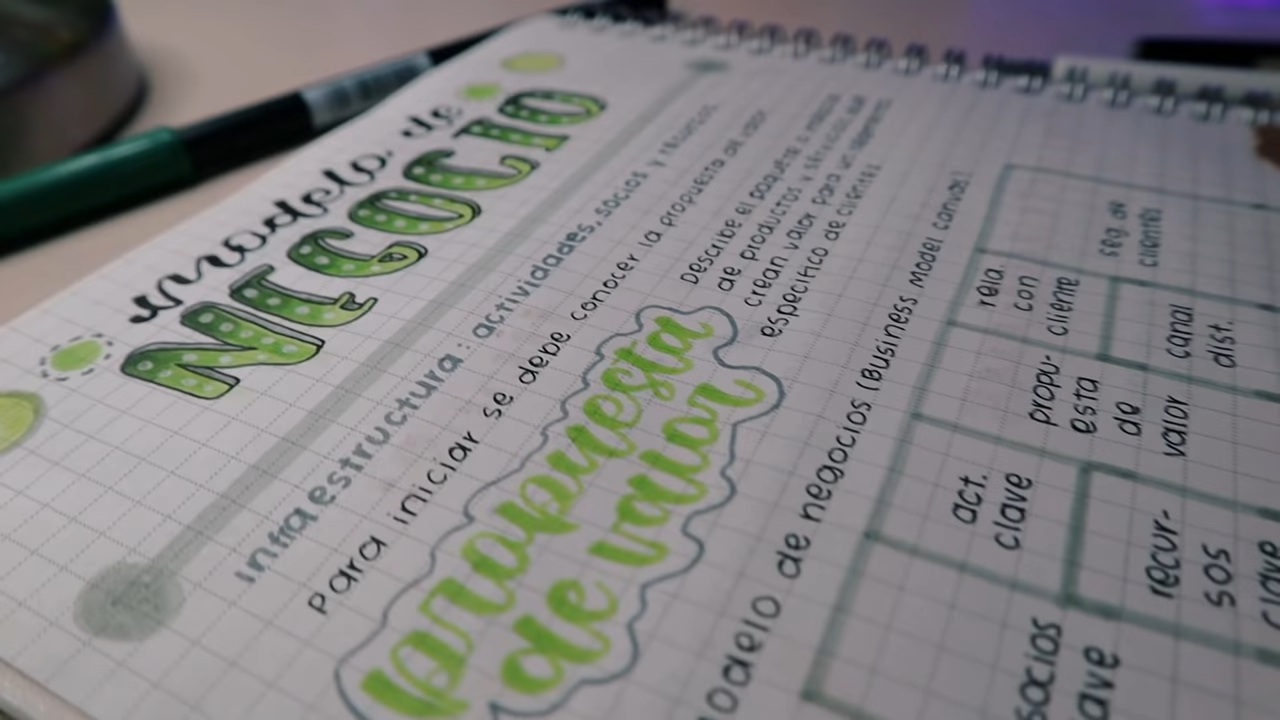 modelo de
NEGOCIO
infraestructura: actividades, socios y recursos
Para iniciar se debe conocer la propuesta de valor
propuesta
de valor
Describe el paquete o mezcla
de productos y servicios que
crean valor para un segmento
especifico de clientes.
modelo de negocios (Business Model canvas)
socios
clave
act.
clave
recur-
sos
clave
propu-
esta
de
valor
rela.
con
cliente
canal
dist.
seg. de
clientes